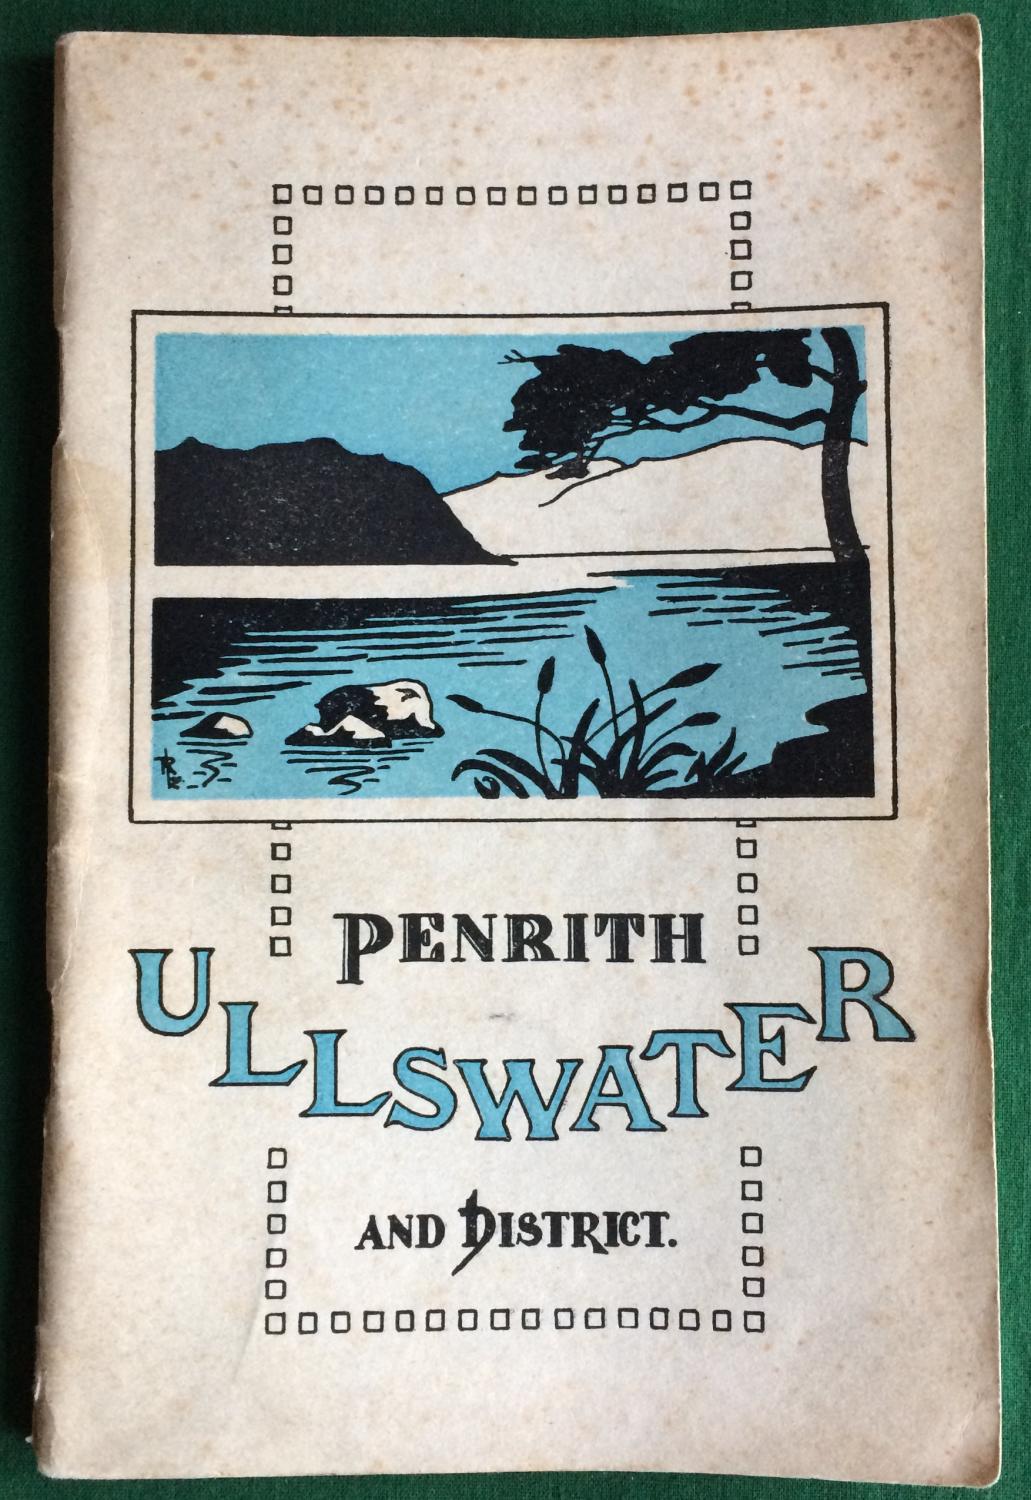 PENRITH
ULLSWATER
AND DISTRICT.